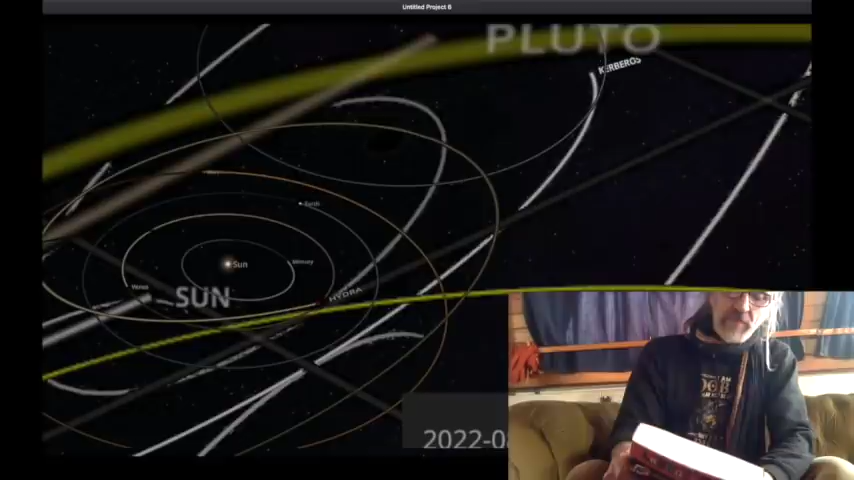 Untitled Project 6
PLUTO
KERBEROS
Earth
Sun
Mercury
Venus
SUN
HYDRA
2022-0